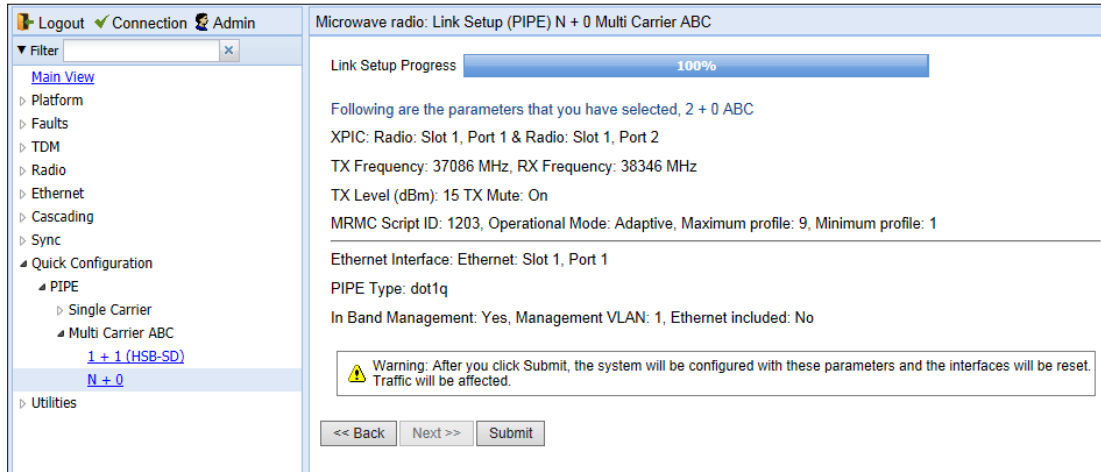 Logout Connection Admin
Filter
Main View
Platform
Faults
TDM
Radio
Ethernet
Cascading
Sync
Quick Configuration
PIPE
Single Carrier
Multi Carrier ABC
1 + 1 (HSB-SD)
N + 0
Utilities
Microwave radio: Link Setup (PIPE) N + 0 Multi Carrier ABC
Link Setup Progress 100%
Following are the parameters that you have selected, 2 + 0 ABC
XPIC: Radio: Slot 1, Port 1 & Radio: Slot 1, Port 2
TX Frequency: 37086 MHz, RX Frequency: 38346 MHz
TX Level (dBm): 15 TX Mute: On
MRMC Script ID: 1203, Operational Mode: Adaptive, Maximum profile: 9, Minimum profile: 1
Ethernet Interface: Ethernet: Slot 1, Port 1
PIPE Type: dot1q
In Band Management: Yes, Management VLAN: 1, Ethernet included: No
Warning: After you click Submit, the system will be configured with these parameters and the interfaces will be reset.
Traffic will be affected.
<< Back Next >> Submit